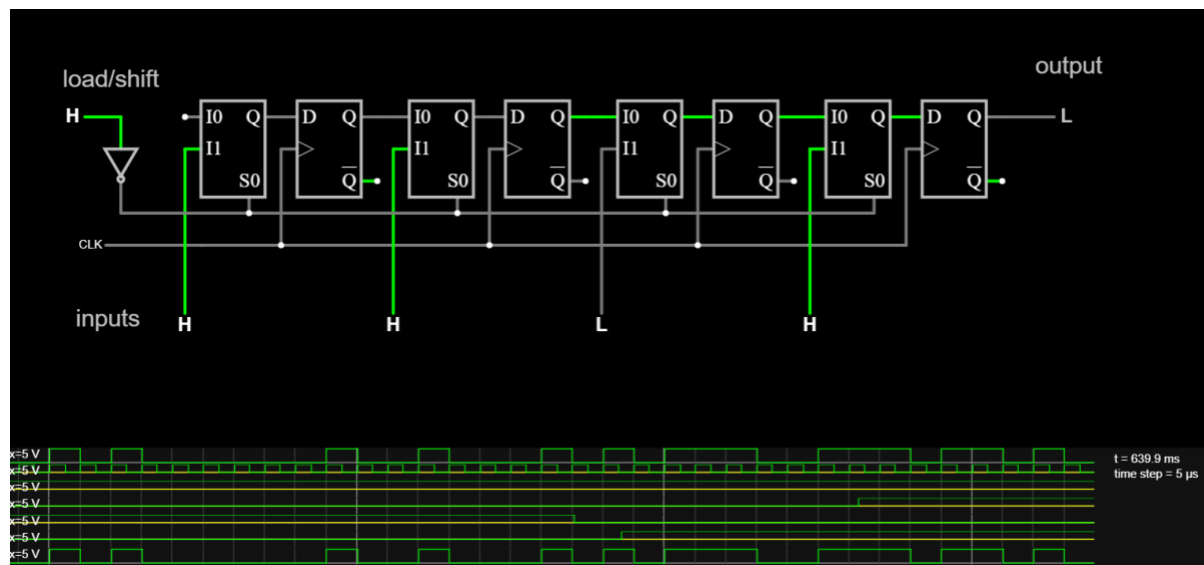 load/shift
output
H
I0 Q D Q I0 Q D Q I0 Q D Q I0 Q D Q
L
I1 I1 I1 I1
S0 Q S0 Q S0 Q S0 Q
CLK
inputs
H H L H
x=5 V
x=5 V
x=5 V
x=5 V
x=5 V
x=5 V
x=5 V
t = 639.9 ms
time step = 5 µs